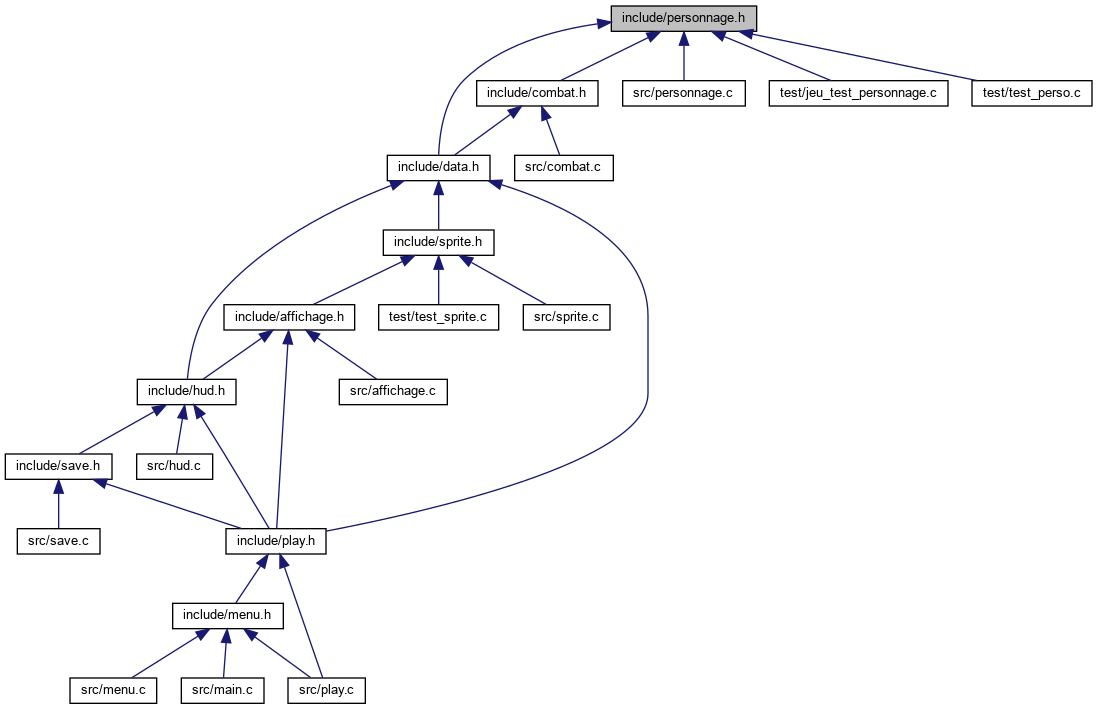 include/personnage.h
include/combat.h
src/personnage.c
test/jeu_test_personnage.c
test/test_perso.c
include/data.h
src/combat.c
include/sprite.h
include/affichage.h
test/test_sprite.c
src/sprite.c
include/hud.h
src/affichage.c
include/save.h
src/hud.c
src/save.c
include/play.h
include/menu.h
src/menu.c
src/main.c
src/play.c